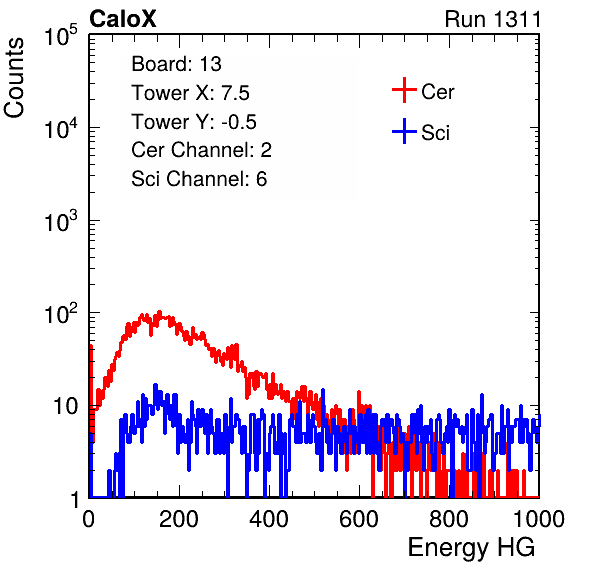 CaloX Run 1311
Counts
10^5
10^4
10^3
10^2
10
1
Board: 13
Tower X: 7.5
Tower Y: -0.5
Cer Channel: 2
Sci Channel: 6
Cer
Sci
0 200 400 600 800 1000
Energy HG